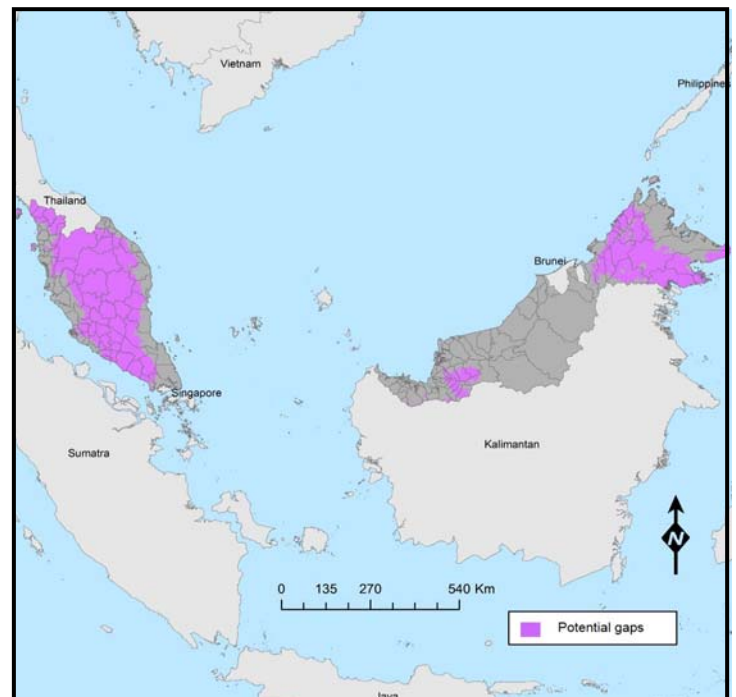 Vietnam
Philippines
Thailand
Brunei
Singapore
Sumatra
Kalimantan
N
0 135 270 540 Km
Potential gaps
Java